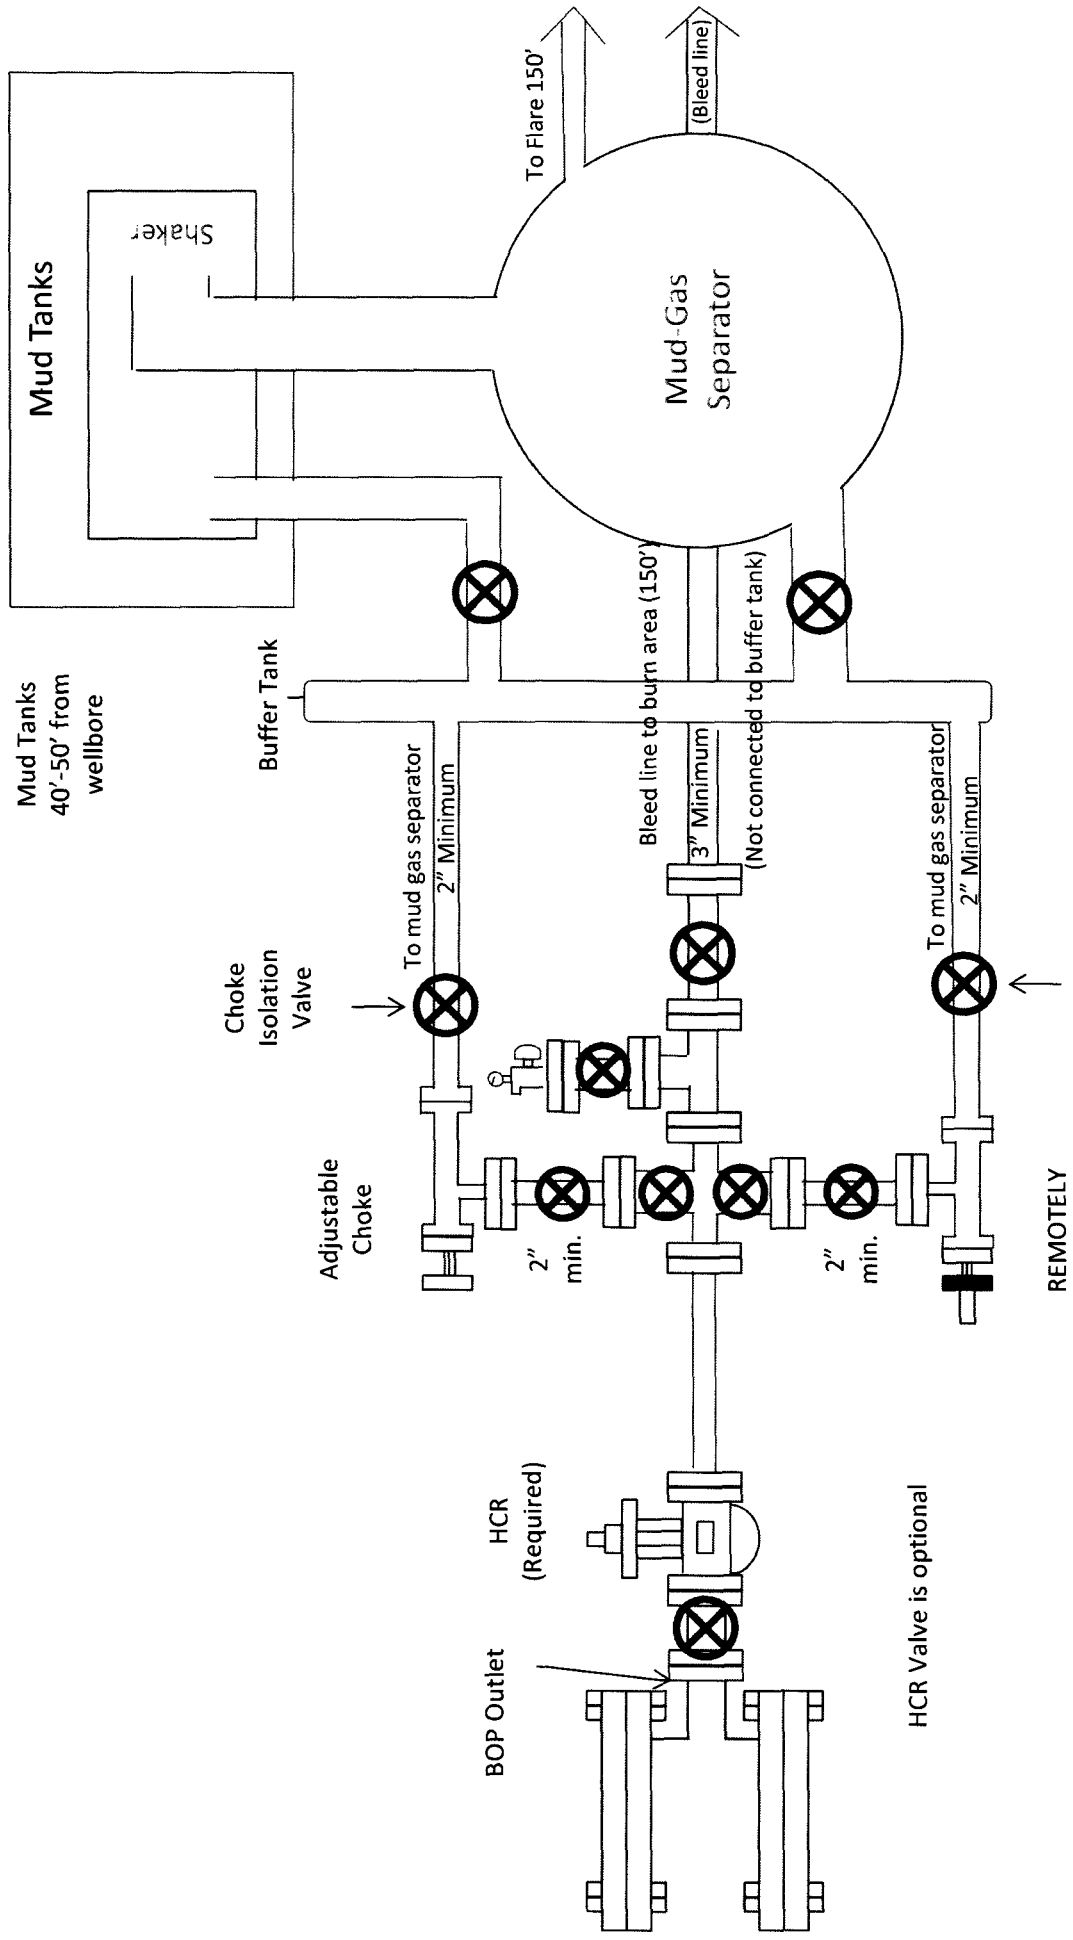 Mud Tanks
40'-50' from
wellbore
Mud Tanks
Shaker
Buffer Tank
To Flare 150'
(Bleed line)
Mud-Gas
Separator
Choke
Isolation
Valve
To mud gas separator
2" Minimum
Adjustable
Choke
2"
min.
Bleed line to burn area (150')
3" Minimum
(Not connected to buffer tank)
2"
min.
To mud gas separator
2" Minimum
HCR
(Required)
BOP Outlet
HCR Valve is optional
REMOTELY